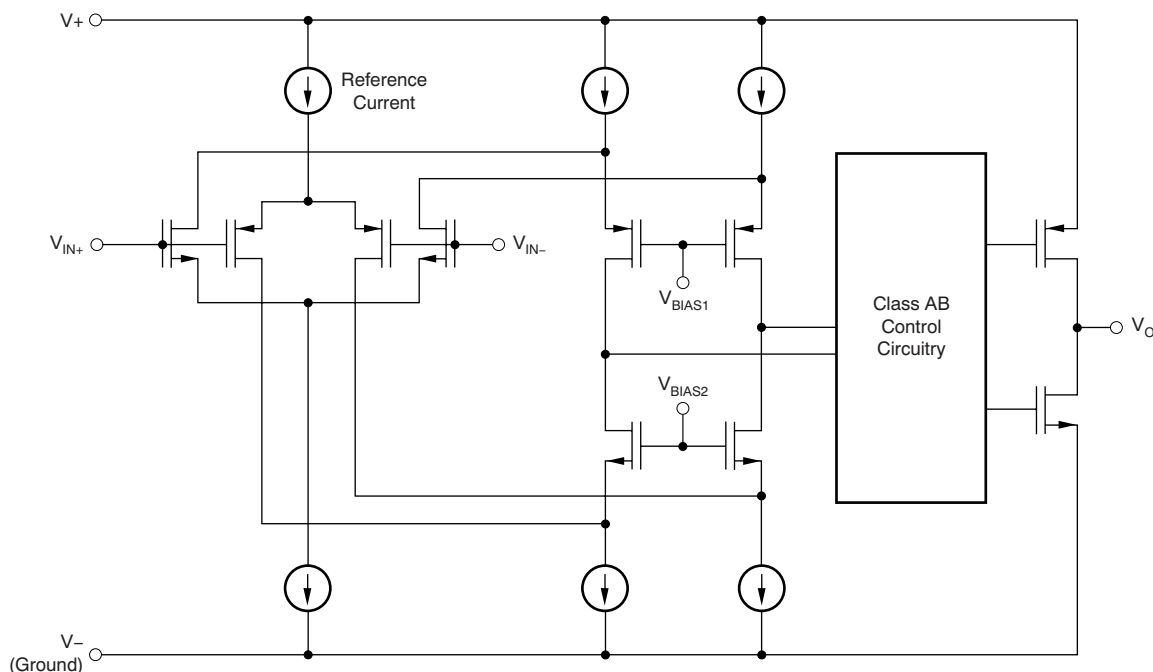 V+
Reference
Current
VIN+
VIN−
VBIAS1
Class AB
Control
Circuitry
VO
VBIAS2
V−
(Ground)